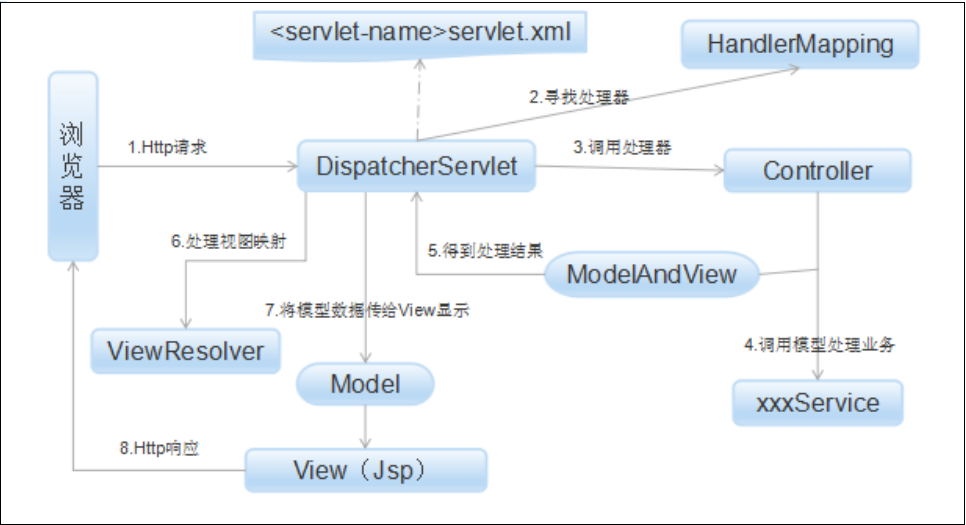 <servlet-name>servlet.xml
HandlerMapping
2.寻找处理器
浏览器
1.Http请求
DispatcherServlet
3.调用处理器
Controller
6.处理视图映射
5.得到处理结果
ModelAndView
7.将模型数据传给View显示
ViewResolver
4.调用模型处理业务
Model
xxxService
8.Http响应
View（Jsp）